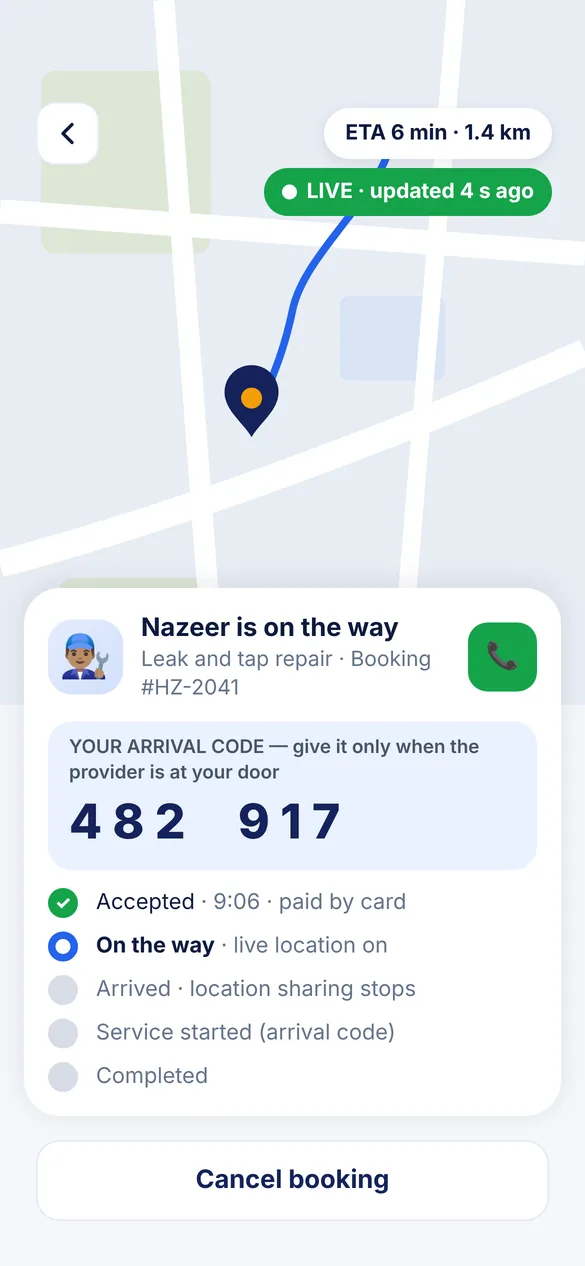 ETA 6 min · 1.4 km
LIVE · updated 4 s ago
Nazeer is on the way
Leak and tap repair · Booking
#HZ-2041
YOUR ARRIVAL CODE — give it only when the
provider is at your door
482 917
Accepted · 9:06 · paid by card
On the way · live location on
Arrived · location sharing stops
Service started (arrival code)
Completed
Cancel booking